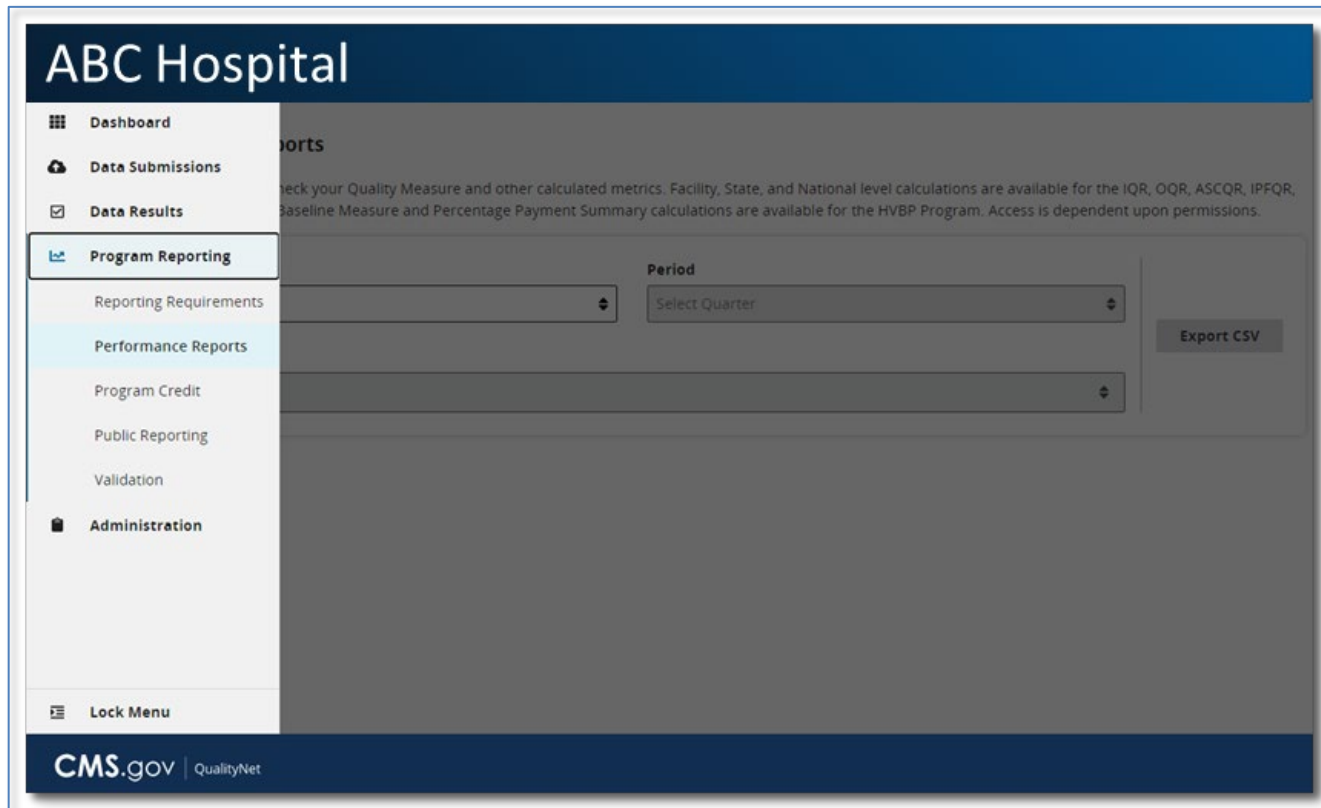 ABC Hospital
Dashboard
Data Submissions
Data Results
Program Reporting
Reporting Requirements
Performance Reports
Program Credit
Public Reporting
Validation
Administration
Lock Menu
your Quality Measure and other calculated metrics. Facility, State, and National level calculations are available for the IQR, OQR, ASCQR, IPFQR,
Baseline Measure and Percentage Payment Summary calculations are available for the HVBP Program. Access is dependent upon permissions.
Period
Select Quarter
Export CSV
CMS.gov | QualityNet